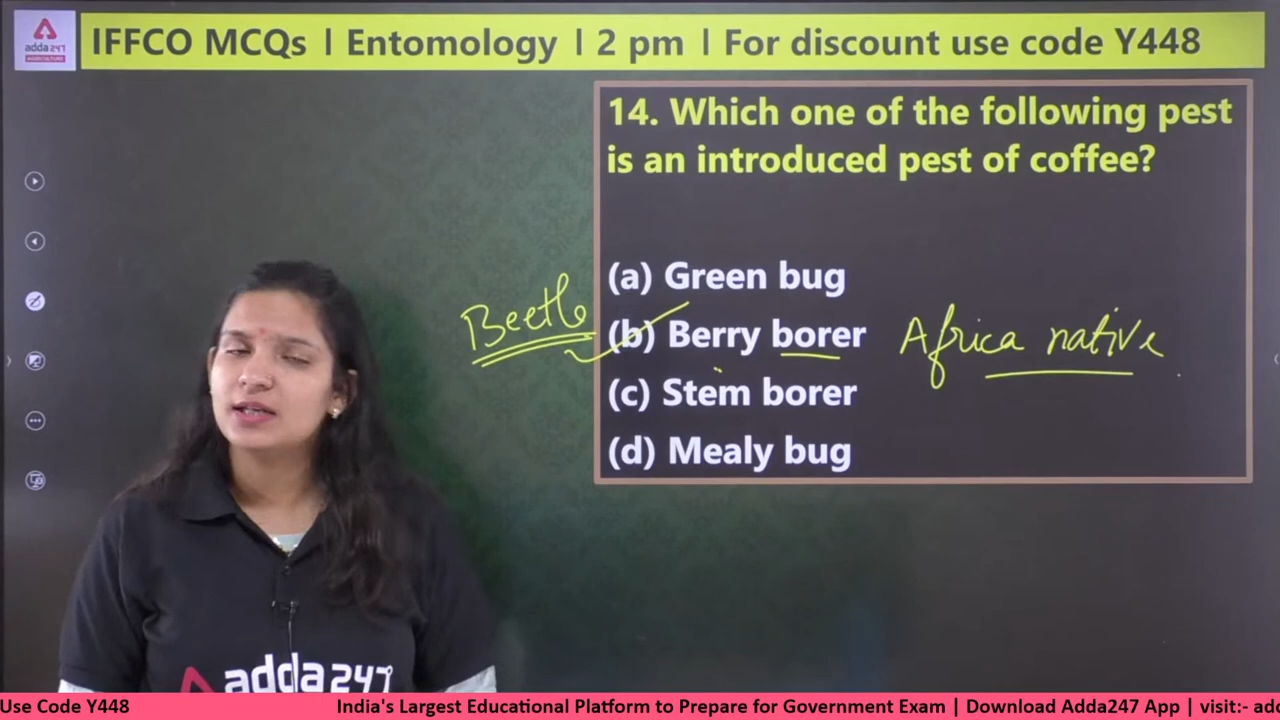 adda247
AGRICULTURE
IFFCO MCQs I Entomology I 2 pm I For discount use code Y448
14. Which one of the following pest
is an introduced pest of coffee?
(a) Green bug
Beetle
(b) Berry borer
Africa native
(c) Stem borer
(d) Mealy bug
adda247
Use Code Y448
India's Largest Educational Platform to Prepare for Government Exam | Download Adda247 App | visit:- add